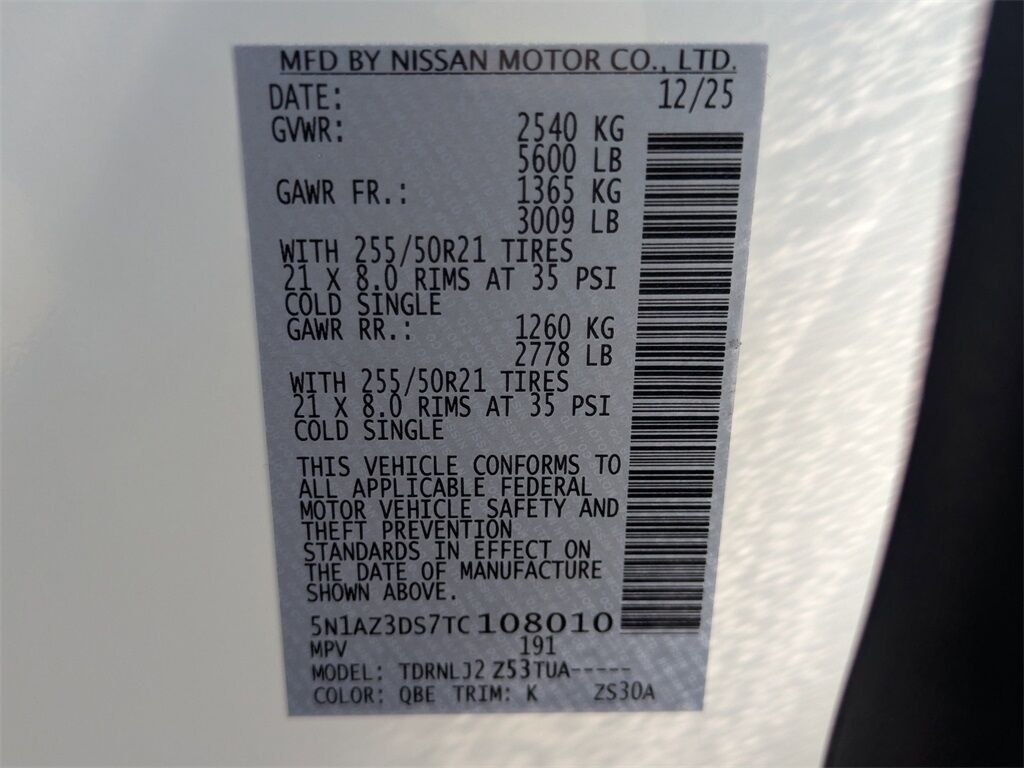 MFD BY NISSAN MOTOR CO., LTD.
DATE: 12/25
GVWR: 2540 KG
5600 LB
GAWR FR.: 1365 KG
3009 LB
WITH 255/50R21 TIRES
21 X 8.0 RIMS AT 35 PSI
COLD SINGLE
GAWR RR.: 1260 KG
2778 LB
WITH 255/50R21 TIRES
21 X 8.0 RIMS AT 35 PSI
COLD SINGLE
THIS VEHICLE CONFORMS TO
ALL APPLICABLE FEDERAL
MOTOR VEHICLE SAFETY AND
THEFT PREVENTION
STANDARDS IN EFFECT ON
THE DATE OF MANUFACTURE
SHOWN ABOVE.
5N1AZ3DS7TC108010
MPV 191
MODEL: TDRNLJ2 Z53TUA-----
COLOR: QBE TRIM: K ZS30A